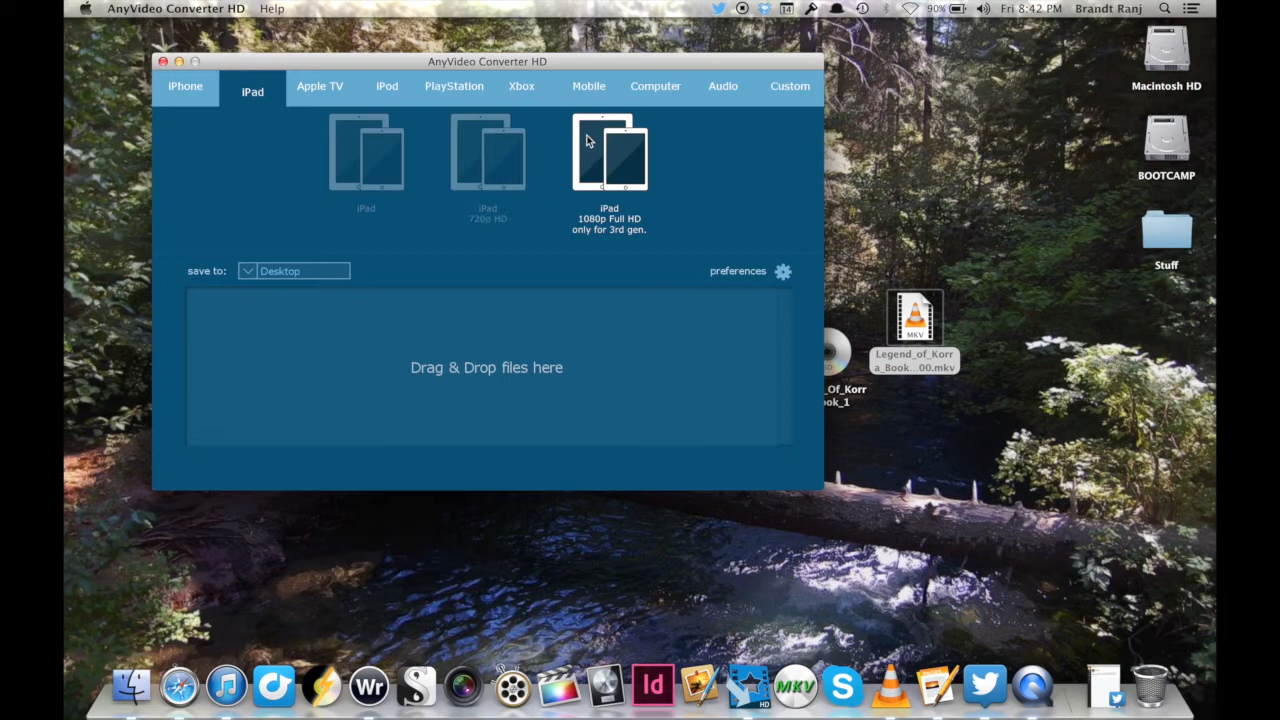 AnyVideo Converter HD Help
14
90%
Fri 8:42 PM Brandt Ranj
AnyVideo Converter HD
iPhone iPad Apple TV iPod PlayStation Xbox Mobile Computer Audio Custom
iPad
iPad
720p HD
iPad
1080p Full HD
only for 3rd gen.
save to: Desktop preferences
Drag & Drop files here
Macintosh HD
BOOTCAMP
Stuff
MKV
Legend_of_Korr
a_Book...00.mkv
_Of_Korr
ok_1
Wr
Id
HD
MKV